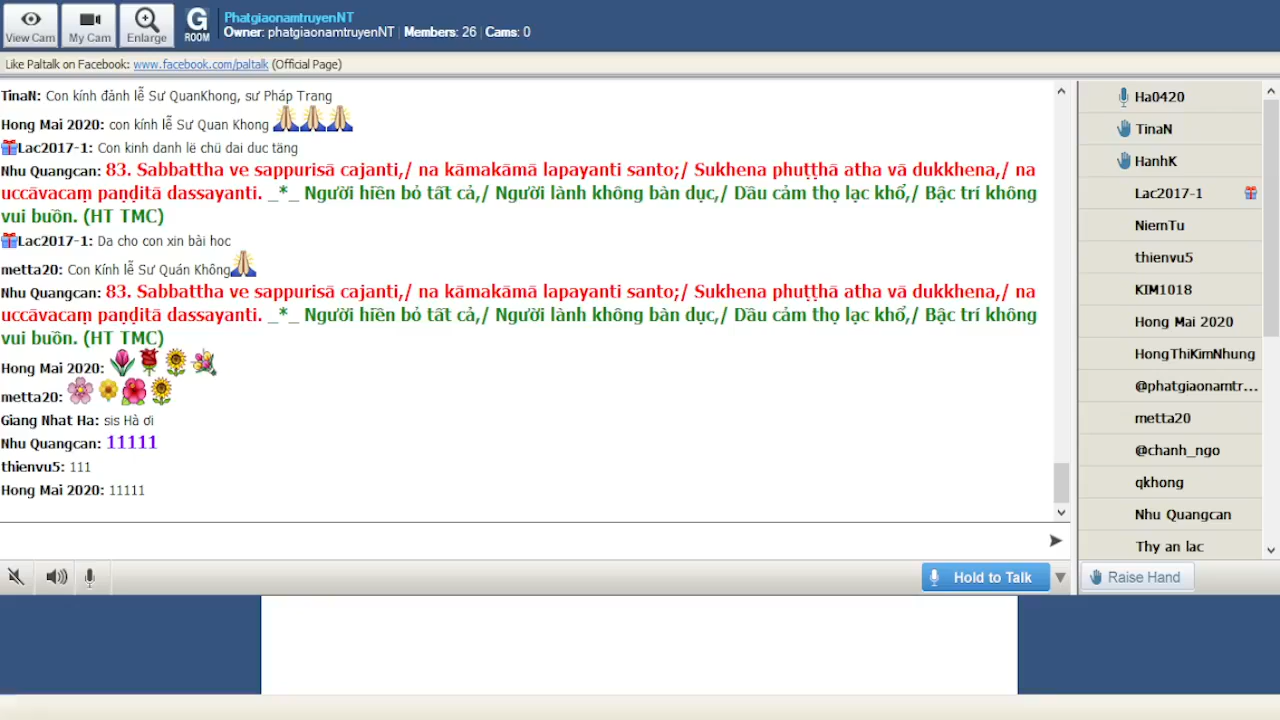 View Cam
My Cam
Enlarge
G
ROOM
PhatgiaonamtruyenNT
Owner: phatgiaonamtruyenNT | Members: 26 | Cams: 0
Like Paltalk on Facebook: www.facebook.com/paltalk (Official Page)
TinaN: Con kính đảnh lễ Sư QuanKhong, sư Pháp Trang
Hong Mai 2020: con kính lễ Sư Quan Khong
Lac2017-1: Con kinh danh lë chü dai duc täng
Nhu Quangcan: 83. Sabbattha ve sappurisā cajanti,/ na kāmakāmā lapayanti santo;/ Sukhena phuṭṭhā atha vā dukkhena,/ na
uccāvacaṃ paṇḍitā dassayanti. _*_ Người hiền bỏ tất cả,/ Người lành không bàn dục,/ Dầu cảm thọ lạc khổ,/ Bậc trí không
vui buồn. (HT TMC)
Lac2017-1: Da cho con xin bài hoc
metta20: Con Kính lễ Sư Quán Không
Nhu Quangcan: 83. Sabbattha ve sappurisā cajanti,/ na kāmakāmā lapayanti santo;/ Sukhena phuṭṭhā atha vā dukkhena,/ na
uccāvacaṃ paṇḍitā dassayanti. _*_ Người hiền bỏ tất cả,/ Người lành không bàn dục,/ Dầu cảm thọ lạc khổ,/ Bậc trí không
vui buồn. (HT TMC)
Hong Mai 2020:
metta20:
Giang Nhat Ha: sis Hà ơi
Nhu Quangcan: 11111
thienvu5: 111
Hong Mai 2020: 11111
Hold to Talk
Ha0420
TinaN
HanhK
Lac2017-1
NiemTu
thienvu5
KIM1018
Hong Mai 2020
HongThiKimNhung
@phatgiaonamtr...
metta20
@chanh_ngo
qkhong
Nhu Quangcan
Thy an lac
Raise Hand